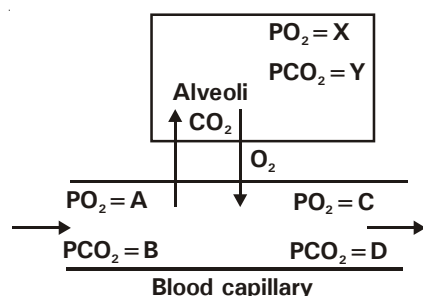 PO₂ = X
PCO₂ = Y
Alveoli
CO₂
O₂
PO₂ = A PO₂ = C
PCO₂ = B PCO₂ = D
Blood capillary